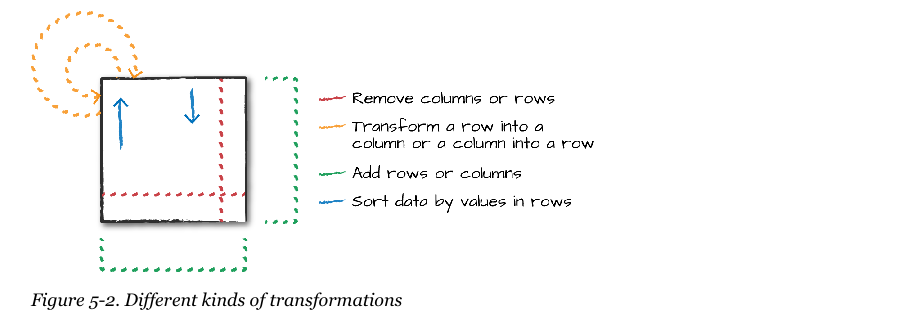 Remove columns or rows
Transform a row into a
column or a column into a row
Add rows or columns
Sort data by values in rows
Figure 5-2. Different kinds of transformations